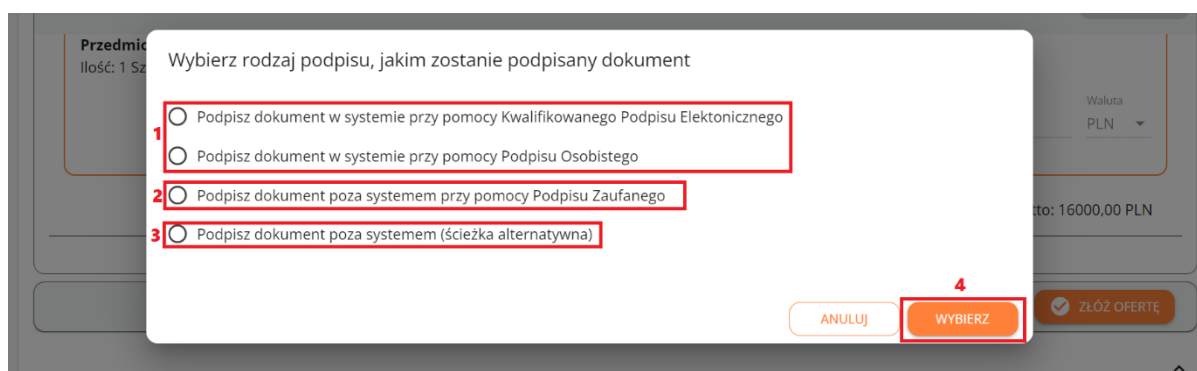 Przedmio
Ilość: 1 Sz
Wybierz rodzaj podpisu, jakim zostanie podpisany dokument
1
Podpisz dokument w systemie przy pomocy Kwalifikowanego Podpisu Elektonicznego
Podpisz dokument w systemie przy pomocy Podpisu Osobistego
Waluta
PLN
2 Podpisz dokument poza systemem przy pomocy Podpisu Zaufanego
tto: 16000,00 PLN
3 Podpisz dokument poza systemem (ścieżka alternatywna)
4
ANULUJ WYBIERZ
ZŁÓŻ OFERTĘ